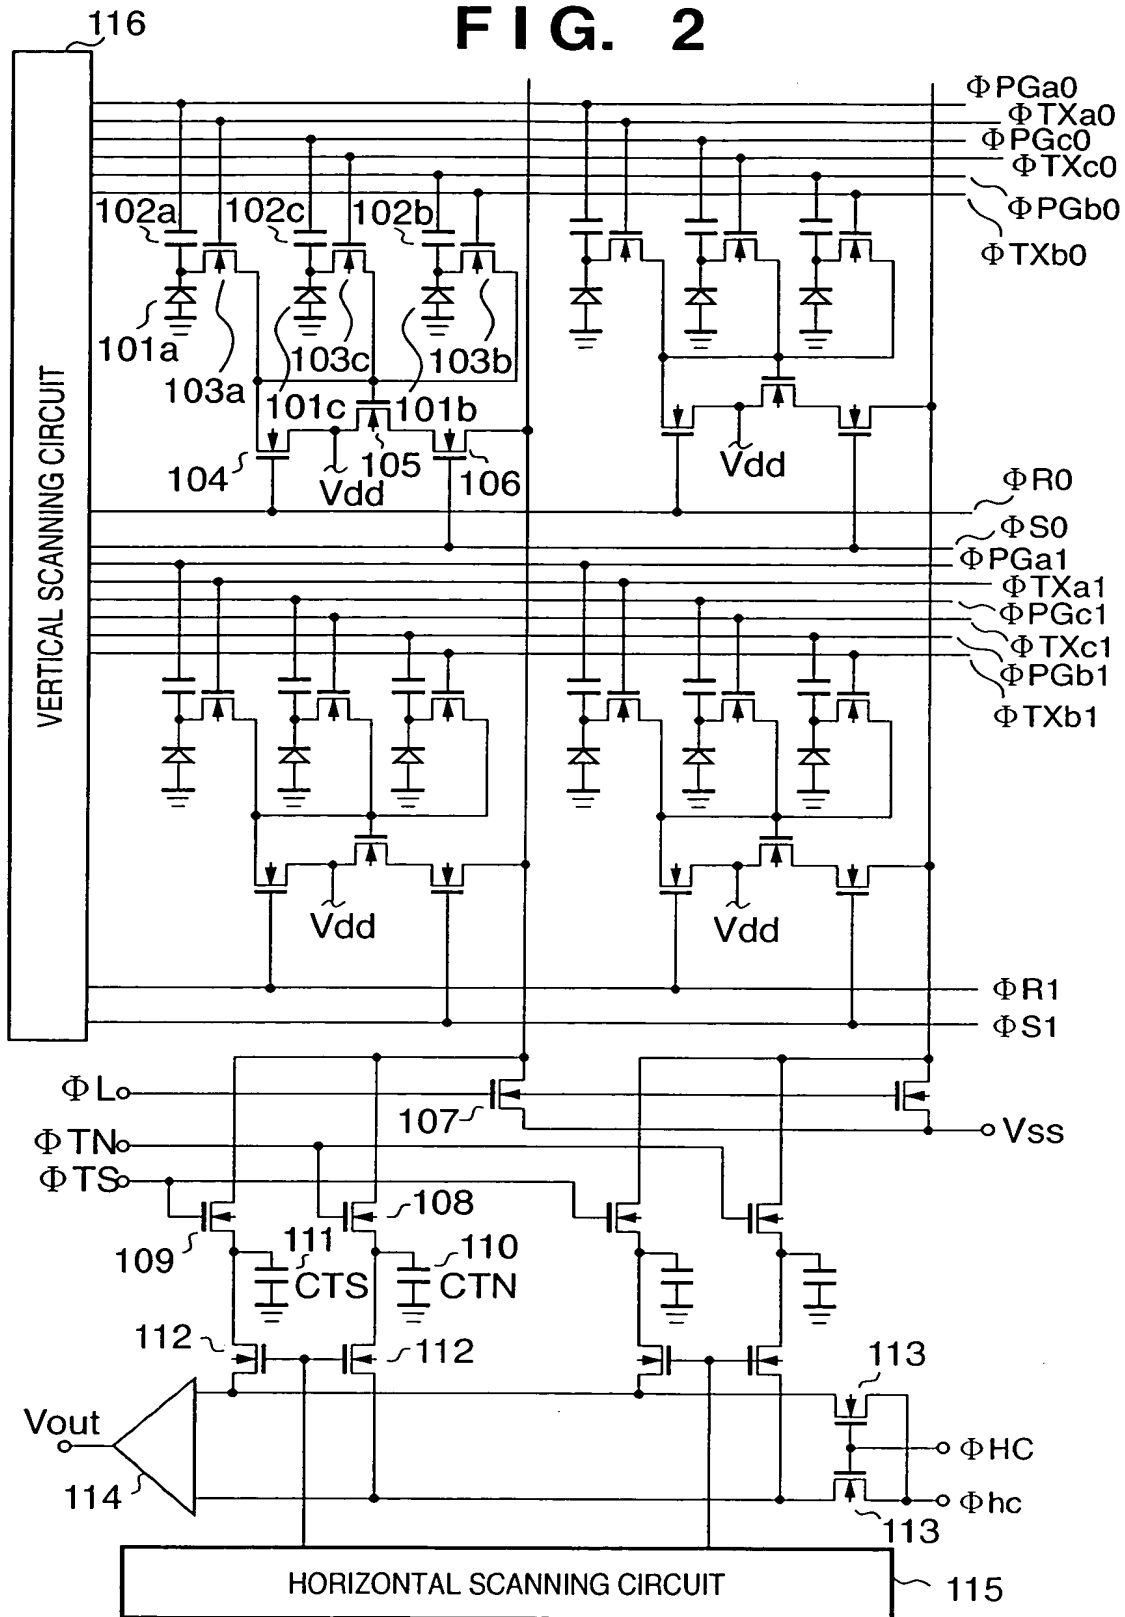 FIG. 2
116
ΦPGa0
ΦTXa0
ΦPGc0
ΦTXc0
ΦPGb0
ΦTXb0
102a
102c
102b
101a
103a
101c
103c
101b
103b
104
Vdd
105
106
Vdd
ΦR0
ΦS0
ΦPGa1
ΦTXa1
ΦPGc1
ΦTXc1
ΦPGb1
ΦTXb1
VERTICAL SCANNING CIRCUIT
Vdd
Vdd
ΦR1
ΦS1
ΦL
107
Vss
ΦTN
ΦTS
109
108
111
CTS
110
CTN
112
112
113
Vout
114
ΦHC
Φhc
113
HORIZONTAL SCANNING CIRCUIT
115